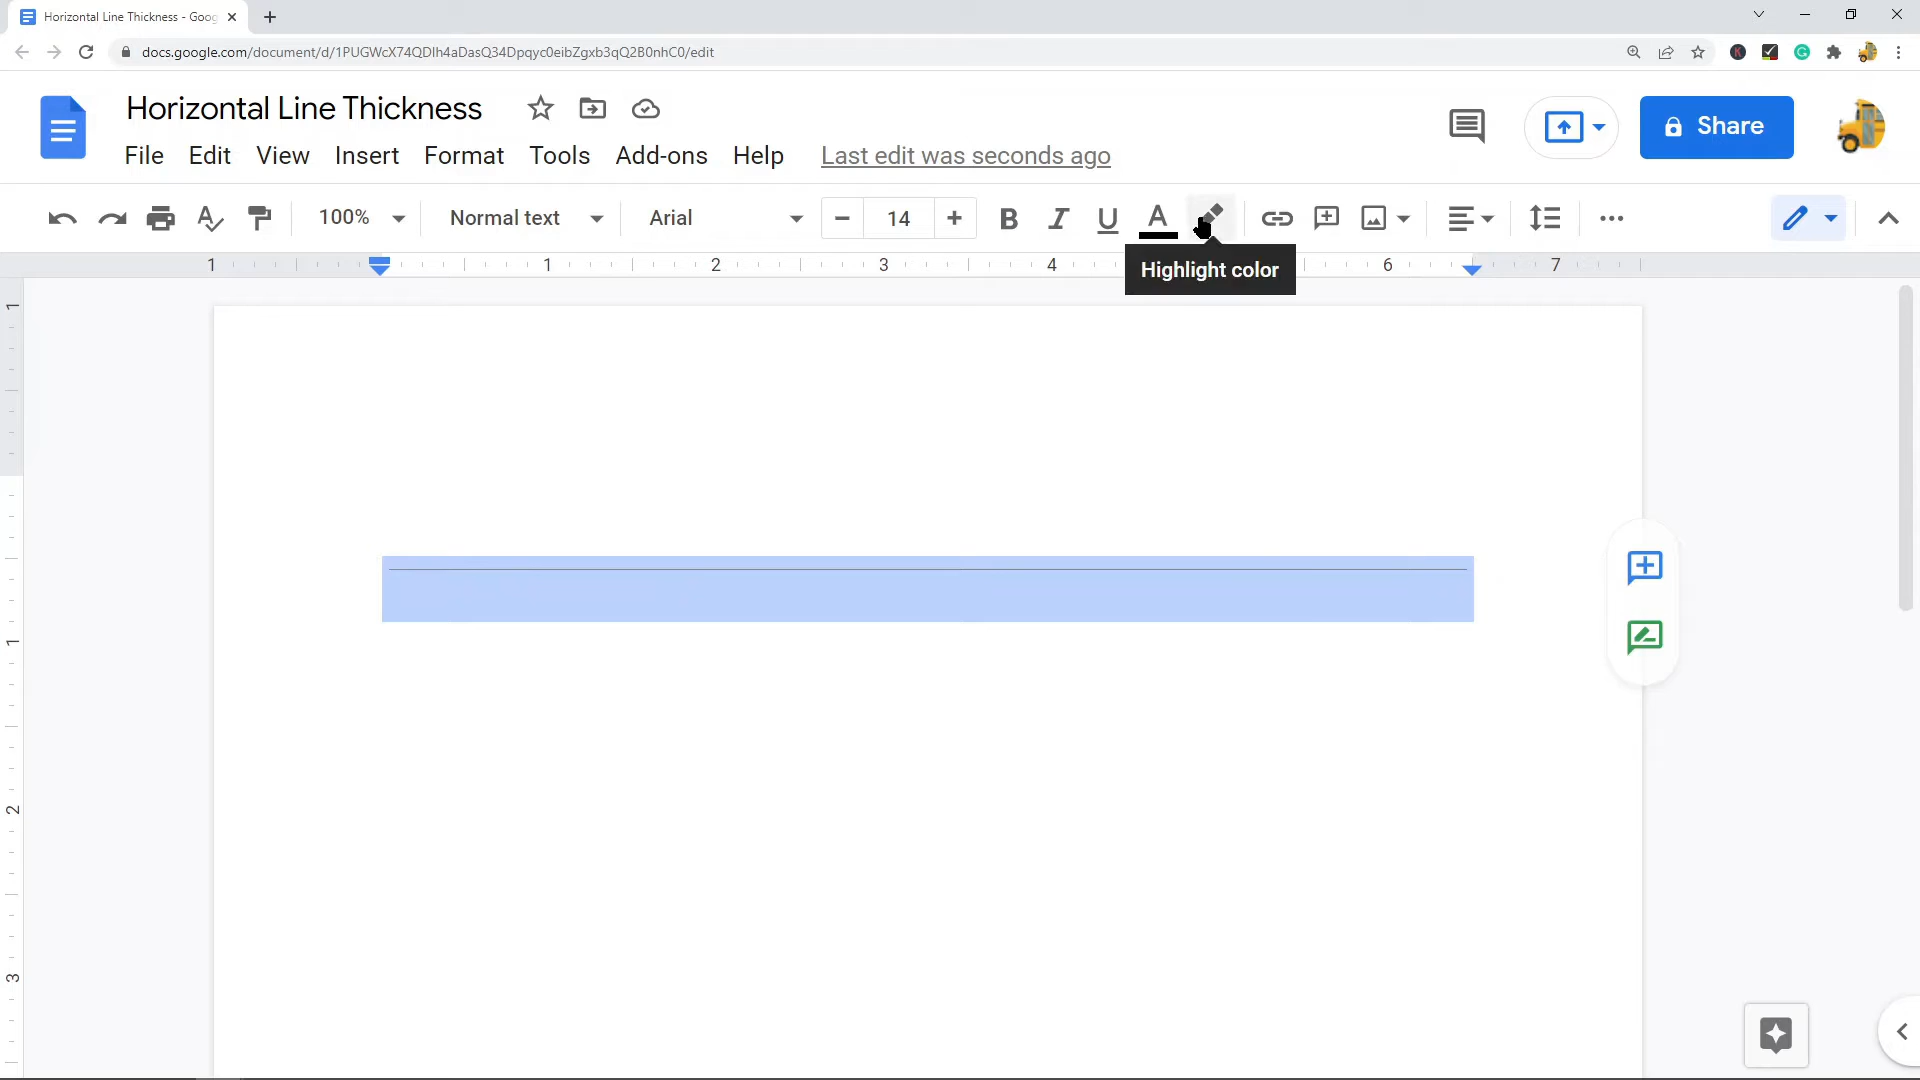 Horizontal Line Thickness - Goog
docs.google.com/document/d/1PUGWcX74QDIh4aDasQ34Dpqyc0eibZgxb3qQ2B0nhC0/edit
Horizontal Line Thickness
Share
File Edit View Insert Format Tools Add-ons Help Last edit was seconds ago
100% Normal text Arial 14 B I U A
Highlight color
1 1 2 3 4 6 7
1
1
2
3